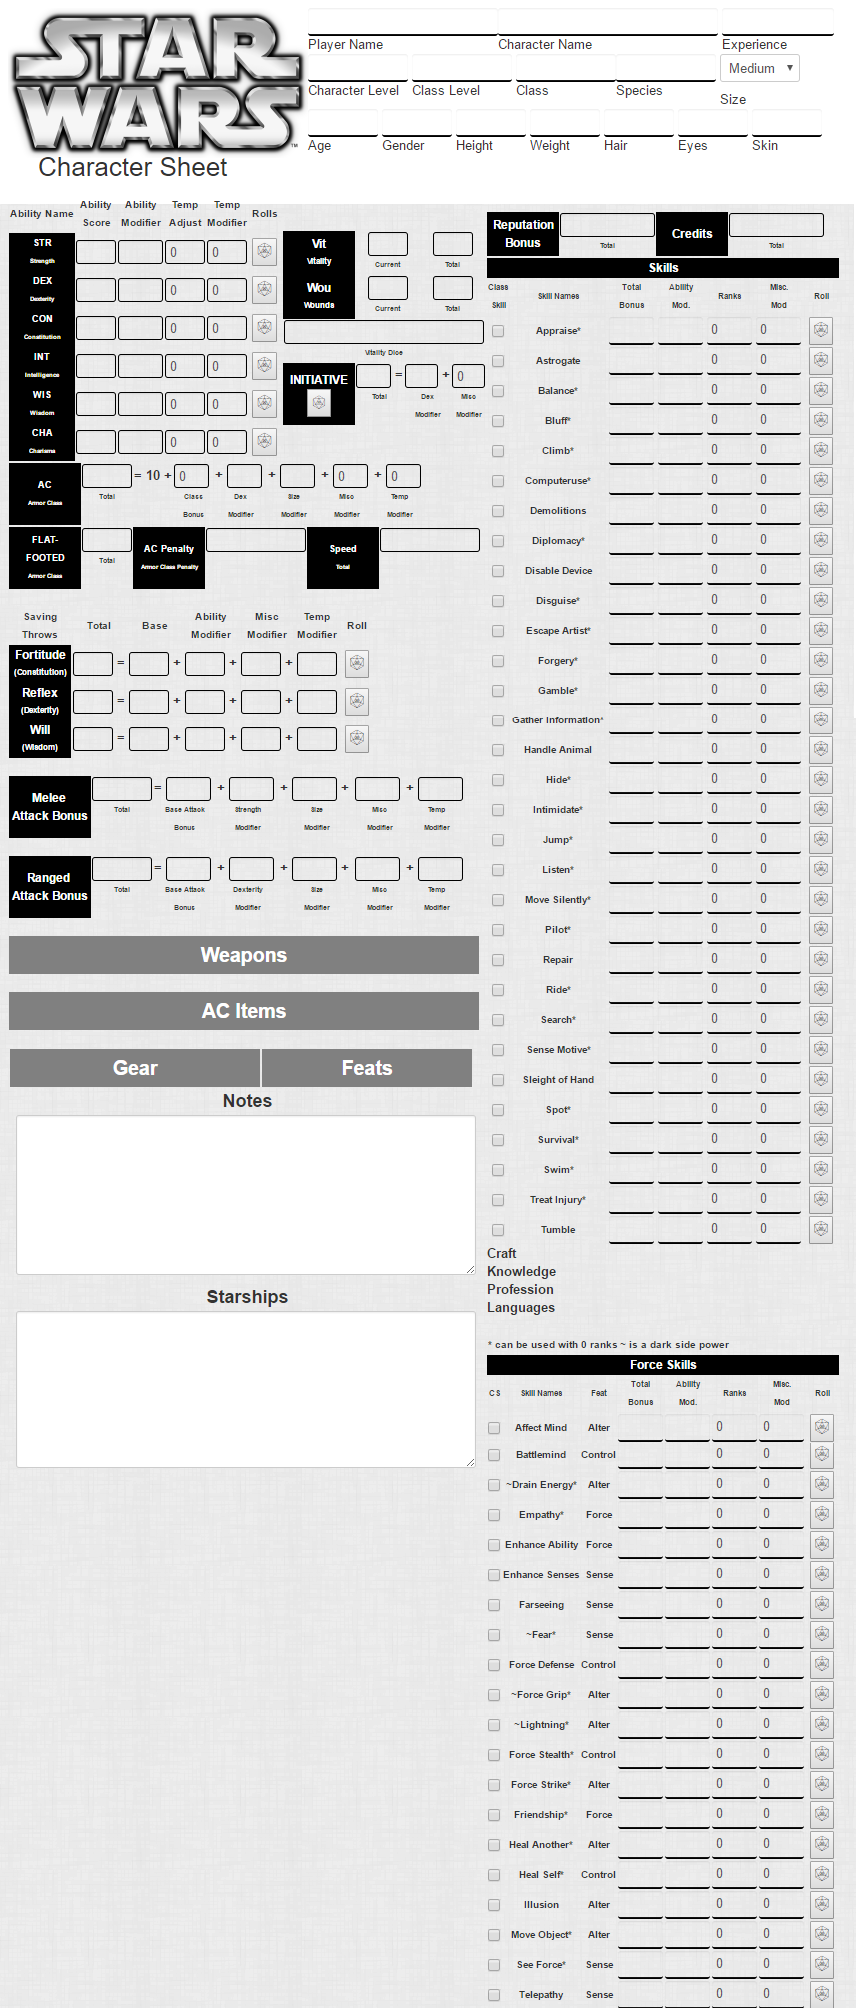 STAR
WARS™
Character Sheet
Player Name Character Name Experience
Medium
Character Level Class Level Class Species
Size
Age Gender Height Weight Hair Eyes Skin
Ability Name Ability Score Ability Modifier Temp Adjust Temp Modifier Rolls
STR
Strength
0 0
DEX
Dexterity
0 0
CON
Constitution
0 0
INT
Intelligence
0 0
WIS
Wisdom
0 0
CHA
Charisma
0 0
Vit
Vitality
Current Total
Wou
Wounds
Current Total
Vitality Dice
INITIATIVE
= + 0
Total Dex Modifier Misc Modifier
AC
Armor Class
= 10 + 0 + + + 0 + 0
Total Class Bonus Dex Modifier Size Modifier Misc Modifier Temp Modifier
FLAT-
FOOTED
Armor Class
Total
AC Penalty
Armor Class Penalty
Speed
Total
Saving Throws Total Base Ability Modifier Misc Modifier Temp Modifier Roll
Fortitude
(Constitution)
= + + +
Reflex
(Dexterity)
= + + +
Will
(Wisdom)
= + + +
Melee
Attack Bonus
= + + + +
Total Base Attack Bonus Strength Modifier Size Modifier Misc Modifier Temp Modifier
Ranged
Attack Bonus
= + + + +
Total Base Attack Bonus Dexterity Modifier Size Modifier Misc Modifier Temp Modifier
Weapons
AC Items
Gear Feats
Notes
Starships
Reputation
Bonus
Total
Credits
Total
Skills
Class Skill Skill Names Total Bonus Ability Mod. Ranks Misc. Mod Roll
Appraise* 0 0
Astrogate 0 0
Balance* 0 0
Bluff* 0 0
Climb* 0 0
Computeruse* 0 0
Demolitions 0 0
Diplomacy* 0 0
Disable Device 0 0
Disguise* 0 0
Escape Artist* 0 0
Forgery* 0 0
Gamble* 0 0
Gather Information* 0 0
Handle Animal 0 0
Hide* 0 0
Intimidate* 0 0
Jump* 0 0
Listen* 0 0
Move Silently* 0 0
Pilot* 0 0
Repair 0 0
Ride* 0 0
Search* 0 0
Sense Motive* 0 0
Sleight of Hand 0 0
Spot* 0 0
Survival* 0 0
Swim* 0 0
Treat Injury* 0 0
Tumble 0 0
Craft
Knowledge
Profession
Languages
* can be used with 0 ranks ~ is a dark side power
Force Skills
C S Skill Names Feat Total Bonus Ability Mod. Ranks Misc. Mod Roll
Affect Mind Alter 0 0
Battlemind Control 0 0
~Drain Energy* Alter 0 0
Empathy* Force 0 0
Enhance Ability Force 0 0
Enhance Senses Sense 0 0
Farseeing Sense 0 0
~Fear* Sense 0 0
Force Defense Control 0 0
~Force Grip* Alter 0 0
~Lightning* Alter 0 0
Force Stealth* Control 0 0
Force Strike* Alter 0 0
Friendship* Force 0 0
Heal Another* Alter 0 0
Heal Self* Control 0 0
Illusion Alter 0 0
Move Object* Alter 0 0
See Force* Sense 0 0
Telepathy Sense 0 0